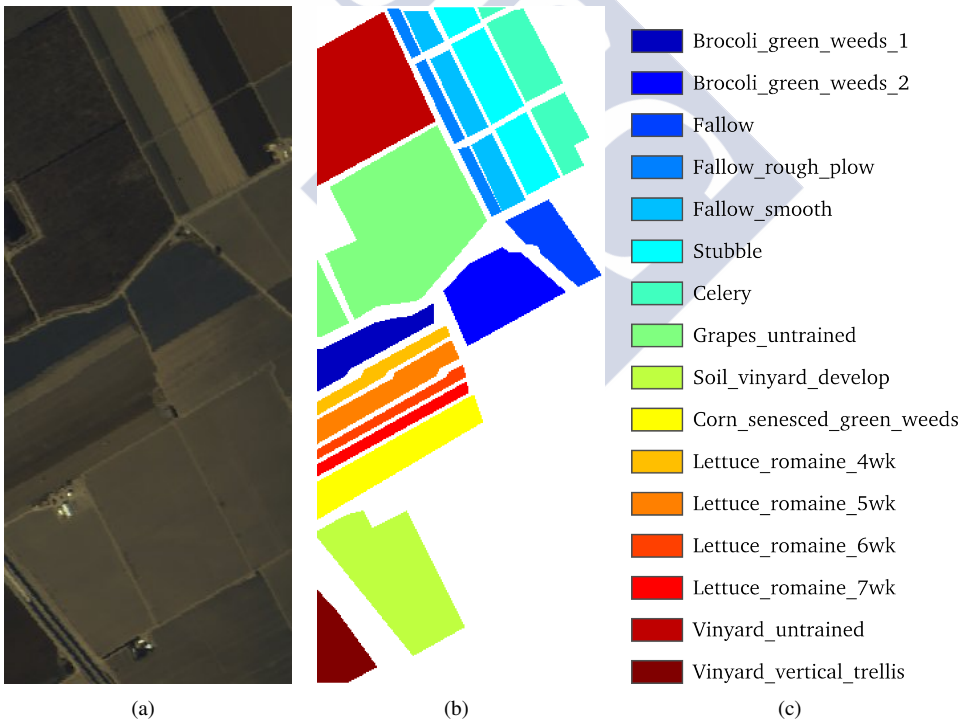 Brocoli_green_weeds_1
Brocoli_green_weeds_2
Fallow
Fallow_rough_plow
Fallow_smooth
Stubble
Celery
Grapes_untrained
Soil_vinyard_develop
Corn_senesced_green_weeds
Lettuce_romaine_4wk
Lettuce_romaine_5wk
Lettuce_romaine_6wk
Lettuce_romaine_7wk
Vinyard_untrained
Vinyard_vertical_trellis
(a) (b) (c)